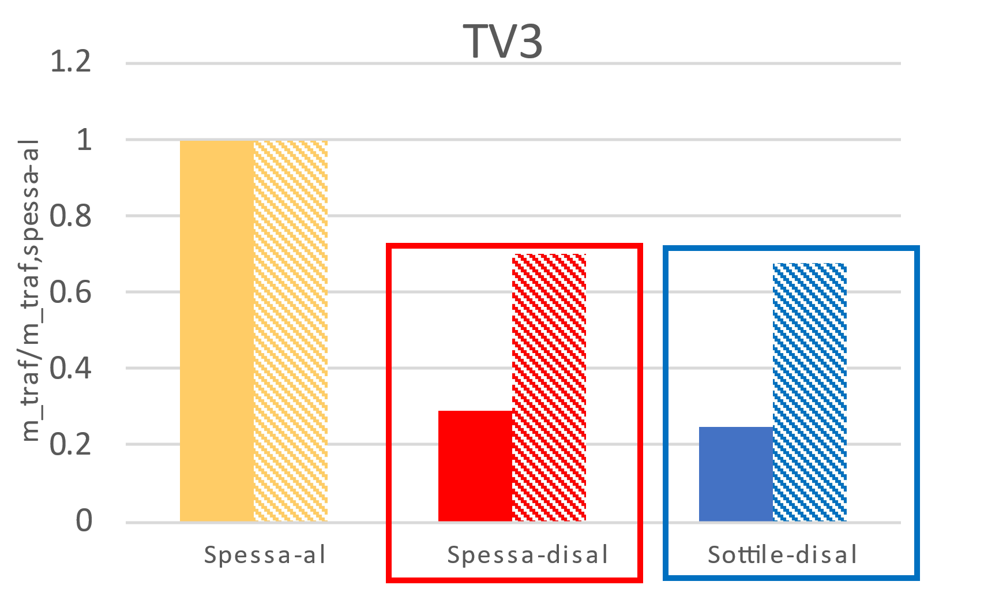 TV3
m_traf/m_traf,spessa-al
1.2
1
0.8
0.6
0.4
0.2
0
Spessa-al
Spessa-disal
Sottile-disal